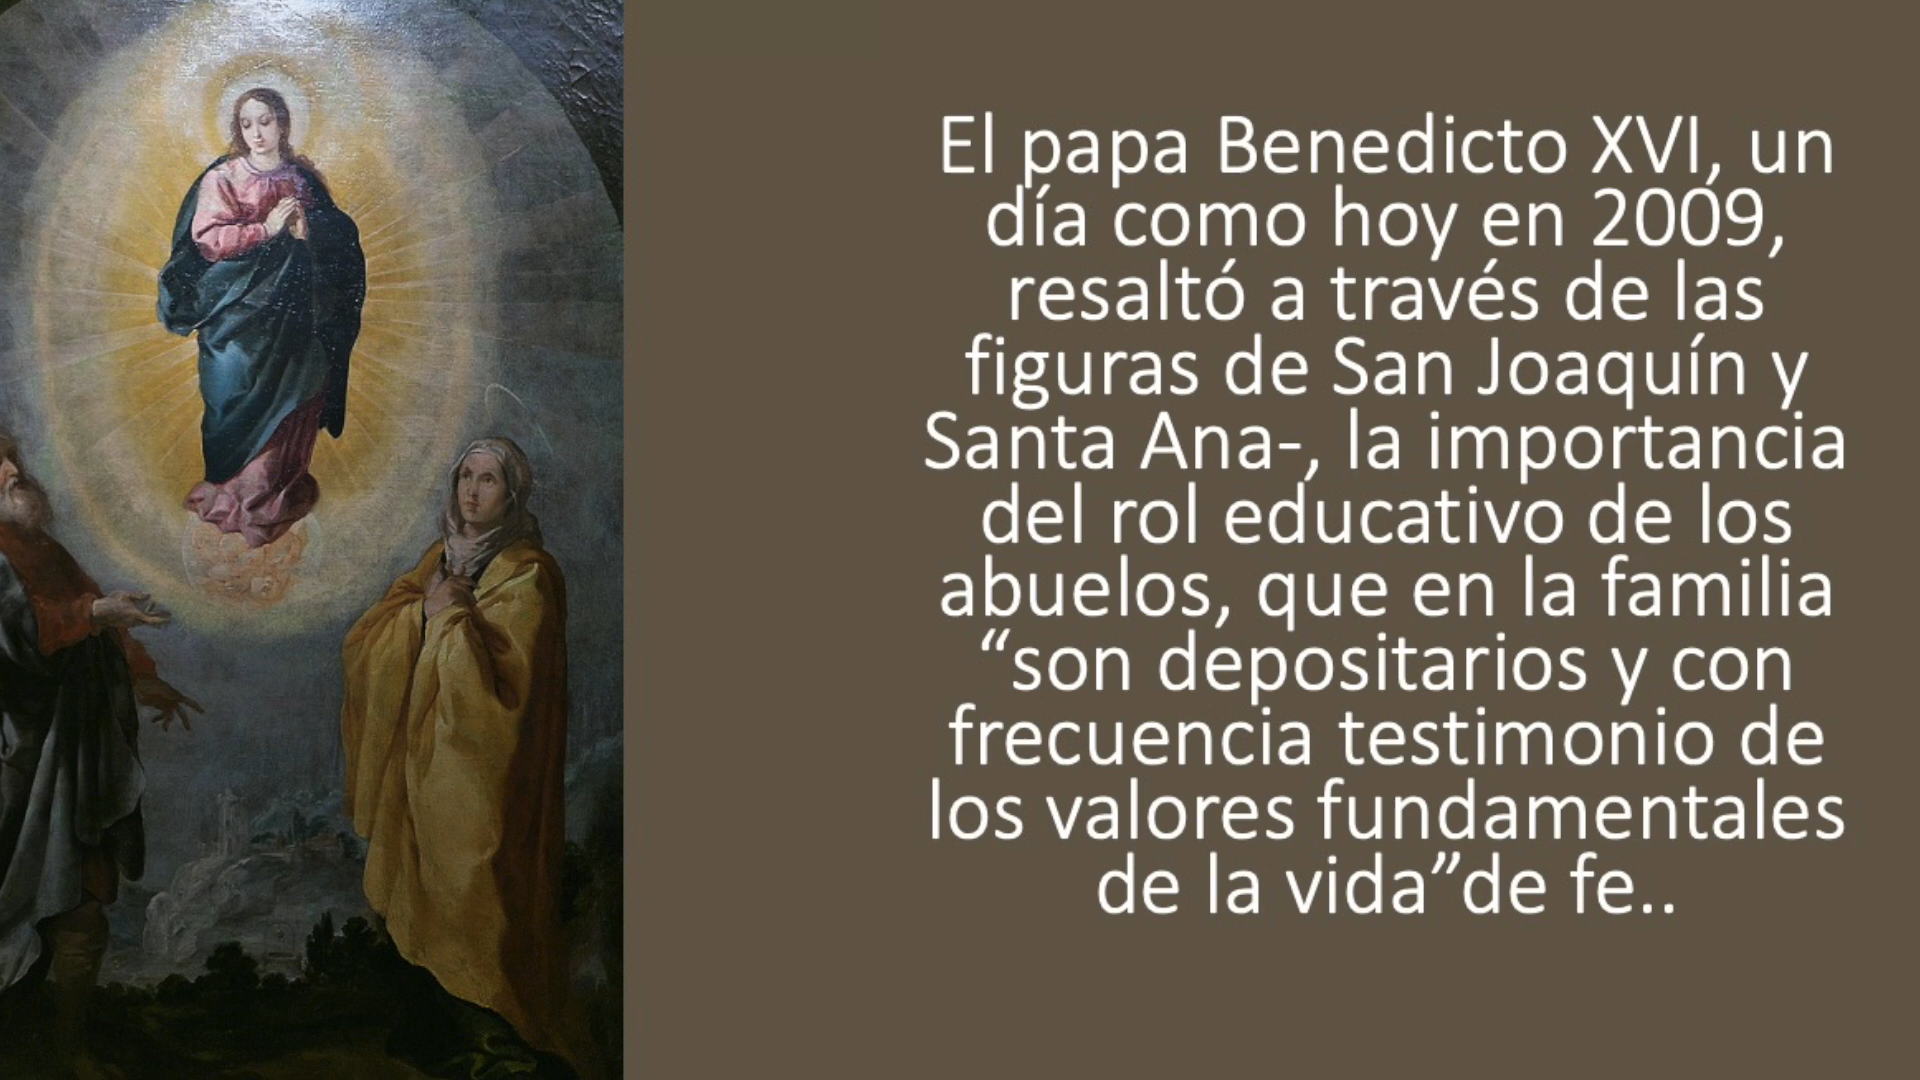 El papa Benedicto XVI, un
día como hoy en 2009,
resaltó a través de las
figuras de San Joaquín y
Santa Ana-, la importancia
del rol educativo de los
abuelos, que en la familia
“son depositarios y con
frecuencia testimonio de
los valores fundamentales
de la vida”de fe..